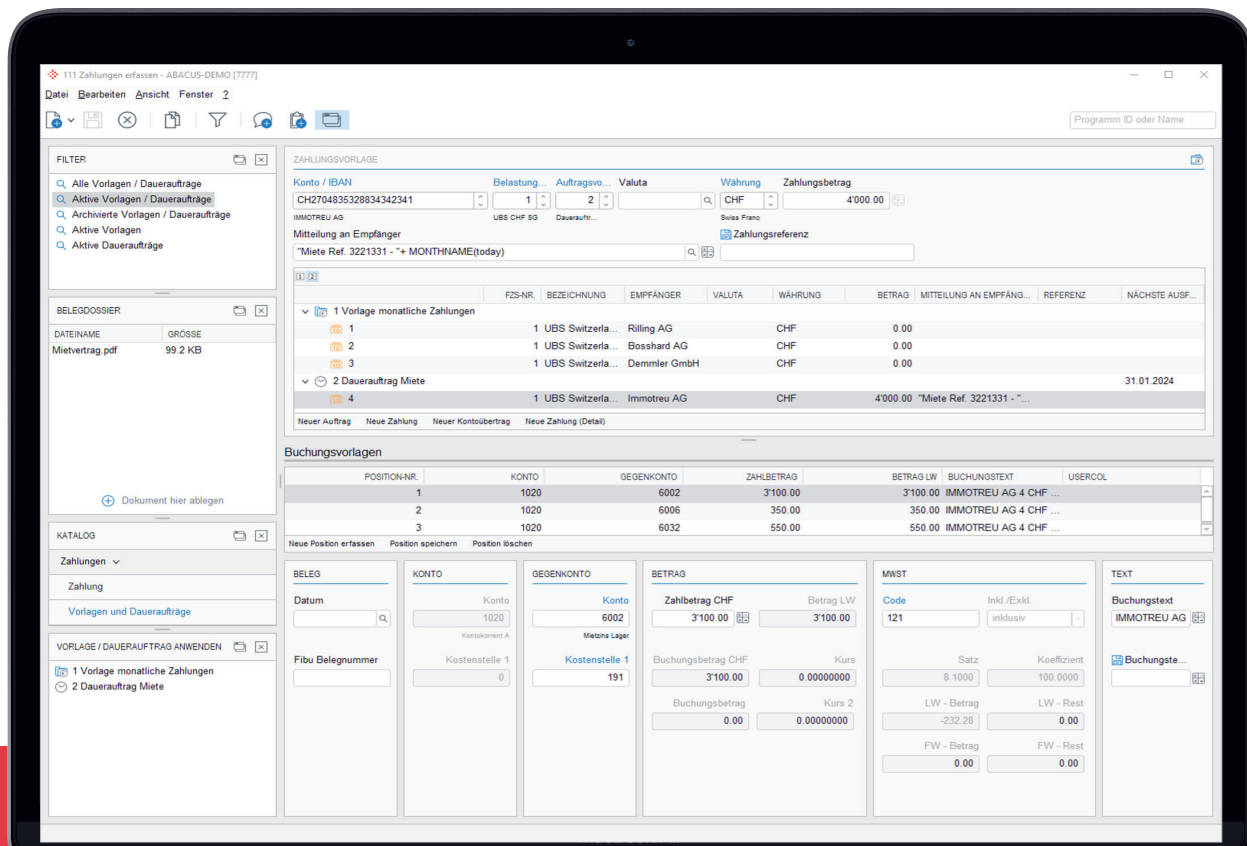 111 Zahlungen erfassen - ABACUS-DEMO [7777]
Datei Bearbeiten Ansicht Fenster ?
Programm ID oder Name
FILTER
Alle Vorlagen / Daueraufträge
Aktive Vorlagen / Daueraufträge
Archivierte Vorlagen / Daueraufträge
Aktive Vorlagen
Aktive Daueraufträge
BELEGDOSSIER
DATEINAME GRÖSSE
Mietvertrag.pdf 99.2 KB
Dokument hier ablegen
KATALOG
Zahlungen
Zahlung
Vorlagen und Daueraufträge
VORLAGE / DAUERAUFTRAG ANWENDEN
1 Vorlage monatliche Zahlungen
2 Dauerauftrag Miete
ZAHLUNGSVORLAGE
Konto / IBAN Belastung... Auftragsvo... Valuta Währung Zahlungsbetrag
CH2704835328834342341 1 2 CHF 4'000.00
IMMOTREU AG UBS CHF SG Dauerauftr... Swiss Franc
Mitteilung an Empfänger Zahlungsreferenz
"Miete Ref. 3221331 - "+ MONTHNAME(today)
1 2
FZS-NR. BEZEICHNUNG EMPFÄNGER VALUTA WÄHRUNG BETRAG MITTEILUNG AN EMPFÄNG... REFERENZ NÄCHSTE AUSF...
1 Vorlage monatliche Zahlungen
1 1 UBS Switzerla... Rilling AG CHF 0.00
2 1 UBS Switzerla... Bosshard AG CHF 0.00
3 1 UBS Switzerla... Demmler GmbH CHF 0.00
2 Dauerauftrag Miete 31.01.2024
4 1 UBS Switzerla... Immotreu AG CHF 4'000.00 "Miete Ref. 3221331 - "...
Neuer Auftrag Neue Zahlung Neuer Kontoübertrag Neue Zahlung (Detail)
Buchungsvorlagen
POSITION-NR. KONTO GEGENKONTO ZAHLBETRAG BETRAG LW BUCHUNGSTEXT USERCOL
1 1020 6002 3'100.00 3'100.00 IMMOTREU AG 4 CHF ...
2 1020 6006 350.00 350.00 IMMOTREU AG 4 CHF ...
3 1020 6032 550.00 550.00 IMMOTREU AG 4 CHF ...
Neue Position erfassen Position speichern Position löschen
BELEG
Datum
Fibu Belegnummer
KONTO
Konto
1020
Kontokorrent A
Kostenstelle 1
0
GEGENKONTO
Konto
6002
Mietzins Lager
Kostenstelle 1
191
BETRAG
Zahlbetrag CHF Betrag LW
3'100.00 3'100.00
Buchungsbetrag CHF Kurs
3'100.00 0.00000000
Buchungsbetrag Kurs 2
0.00 0.00000000
MWST
Code Inkl./Exkl.
121 inklusiv
Satz Koeffizient
8.1000 100.0000
LW - Betrag LW - Rest
-232.28 0.00
FW - Betrag FW - Rest
0.00 0.00
TEXT
Buchungstext
IMMOTREU AG
Buchungste...